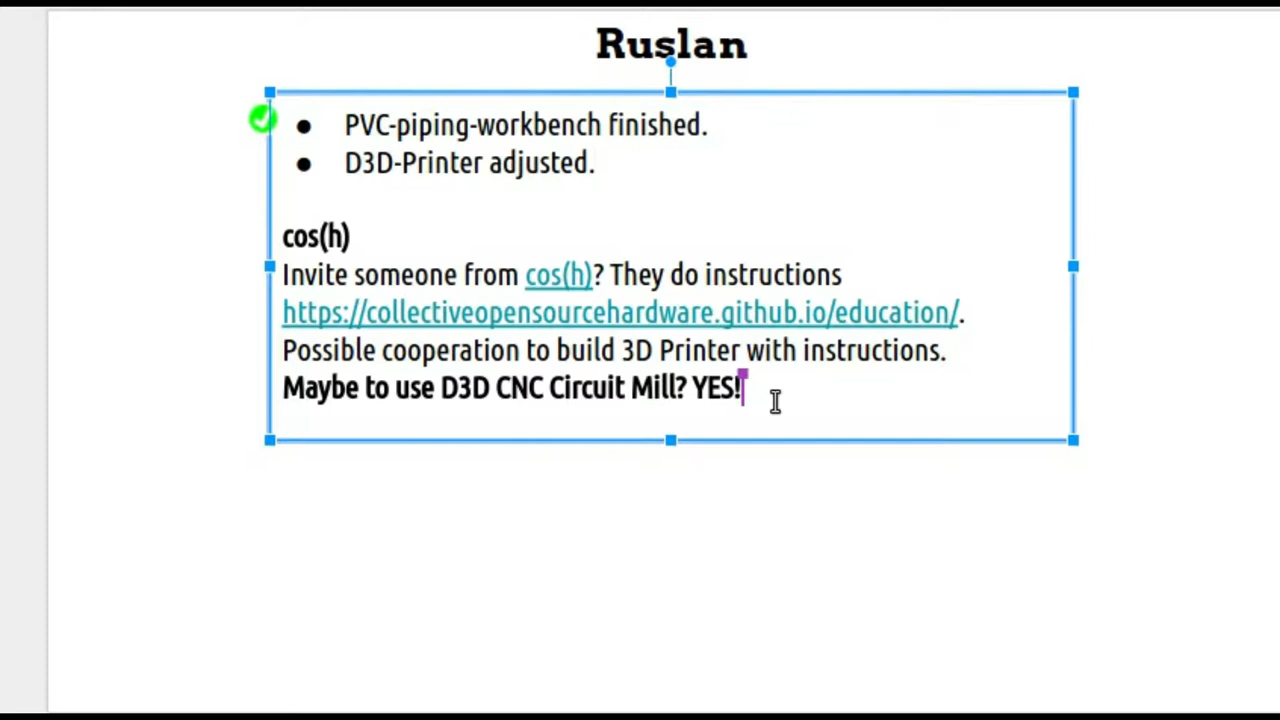 Ruslan
● PVC-piping-workbench finished.
● D3D-Printer adjusted.
cos(h)
Invite someone from cos(h)? They do instructions
https://collectiveopensourcehardware.github.io/education/.
Possible cooperation to build 3D Printer with instructions.
Maybe to use D3D CNC Circuit Mill? YES!